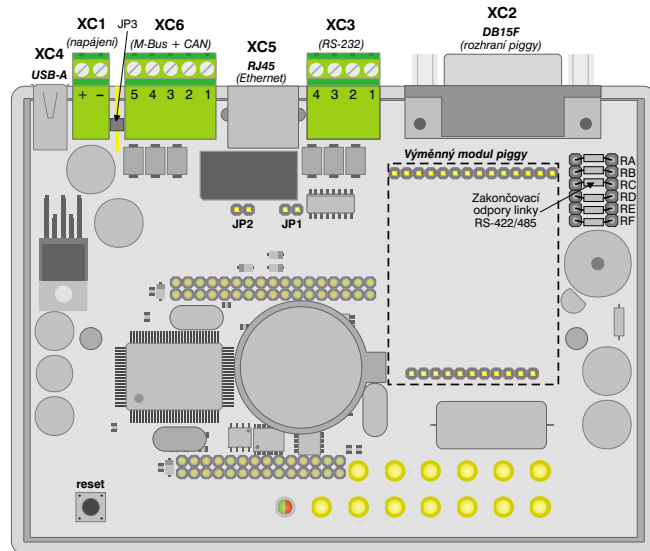 XC4
USB-A
XC1
(napájení)
JP3
XC6
(M-Bus + CAN)
XC5
RJ45
(Ethernet)
XC3
(RS-232)
XC2
DB15F
(rozhraní piggy)
+ −
5 4 3 2 1
4 3 2 1
Výměnný modul piggy
RA
RB
RC
RD
RE
RF
Zakončovací
odpory linky
RS-422/485
JP2
JP1
reset